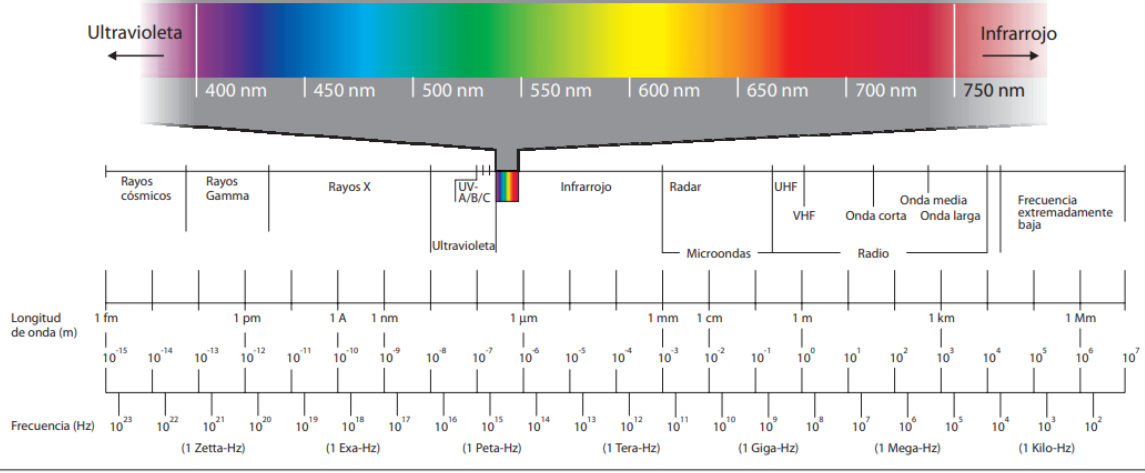 Ultravioleta
Infrarrojo
400 nm 450 nm 500 nm 550 nm 600 nm 650 nm 700 nm 750 nm
Rayos
cósmicos
Rayos
Gamma
Rayos X
UV-
A/B/C
Ultravioleta
Infrarrojo
Radar
Microondas
UHF
VHF
Onda corta
Onda media
Onda larga
Radio
Frecuencia
extremadamente
baja
Longitud
de onda (m)
1 fm 1 pm 1 A 1 nm 1 µm 1 mm 1 cm 1 m 1 km 1 Mm
10⁻¹⁵ 10⁻¹⁴ 10⁻¹³ 10⁻¹² 10⁻¹¹ 10⁻¹⁰ 10⁻⁹ 10⁻⁸ 10⁻⁷ 10⁻⁶ 10⁻⁵ 10⁻⁴ 10⁻³ 10⁻² 10⁻¹ 10⁰ 10¹ 10² 10³ 10⁴ 10⁵ 10⁶ 10⁷
Frecuencia (Hz) 10²³ 10²² 10²¹ 10²⁰ 10¹⁹ 10¹⁸ 10¹⁷ 10¹⁶ 10¹⁵ 10¹⁴ 10¹³ 10¹² 10¹¹ 10¹⁰ 10⁹ 10⁸ 10⁷ 10⁶ 10⁵ 10⁴ 10³ 10²
(1 Zetta-Hz) (1 Exa-Hz) (1 Peta-Hz) (1 Tera-Hz) (1 Giga-Hz) (1 Mega-Hz) (1 Kilo-Hz)